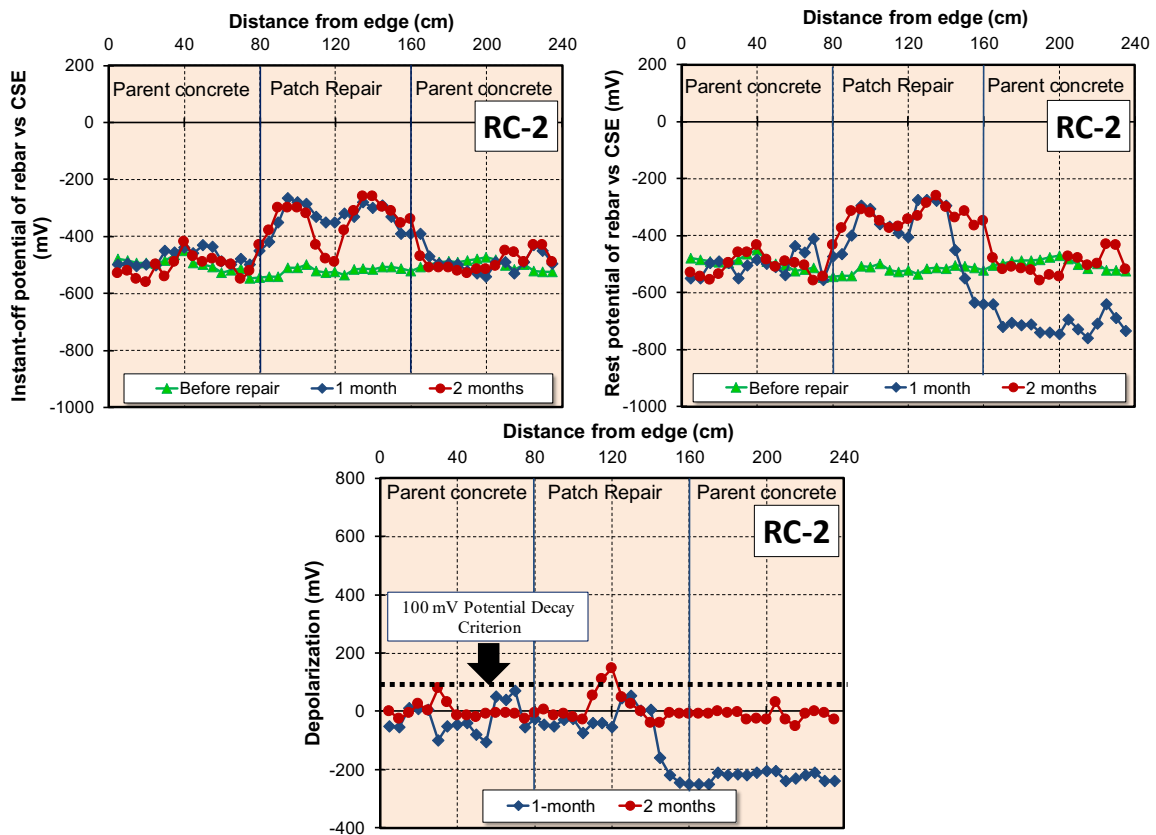 Distance from edge (cm)
0 40 80 120 160 200 240
200
0
-200
-400
-600
-800
-1000
Instant-off potential of rebar vs CSE
(mV)
Parent concrete Patch Repair Parent concrete
RC-2
Before repair 1 month 2 months
Distance from edge (cm)
0 40 80 120 160 200 240
200
0
-200
-400
-600
-800
-1000
Rest potential of rebar vs CSE (mV)
Parent concrete Patch Repair Parent concrete
RC-2
Before repair 1 month 2 months
Distance from edge (cm)
0 40 80 120 160 200 240
800
600
400
200
0
-200
-400
Depolarization (mV)
Parent concrete Patch Repair Parent concrete
RC-2
100 mV Potential Decay
Criterion
1-month 2 months